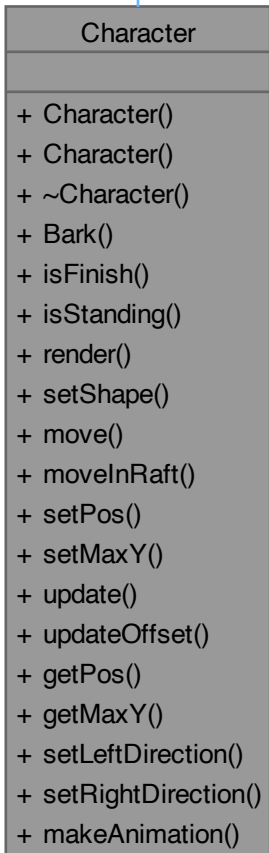 Character
+ Character()
+ Character()
+ ~Character()
+ Bark()
+ isFinish()
+ isStanding()
+ render()
+ setShape()
+ move()
+ moveInRaft()
+ setPos()
+ setMaxY()
+ update()
+ updateOffset()
+ getPos()
+ getMaxY()
+ setLeftDirection()
+ setRightDirection()
+ makeAnimation()